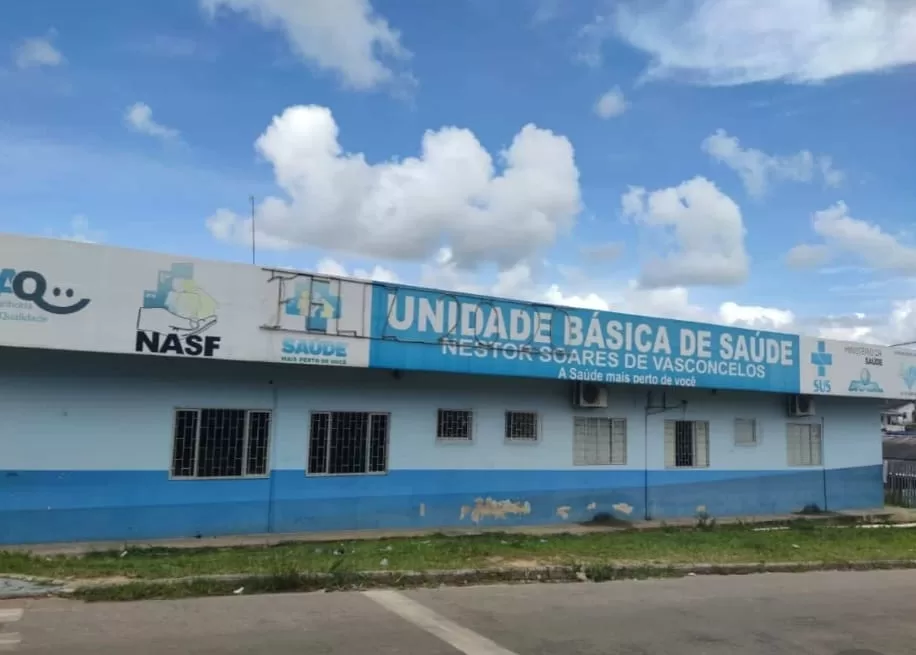 AQ
Qualidade
NASF
SAÚDE
MAIS PERTO DE VOCÊ
UNIDADE BÁSICA DE SAÚDE
NESTOR SOARES DE VASCONCELOS
A Saúde mais perto de você
SUS
MINISTÉRIO DA
SAÚDE